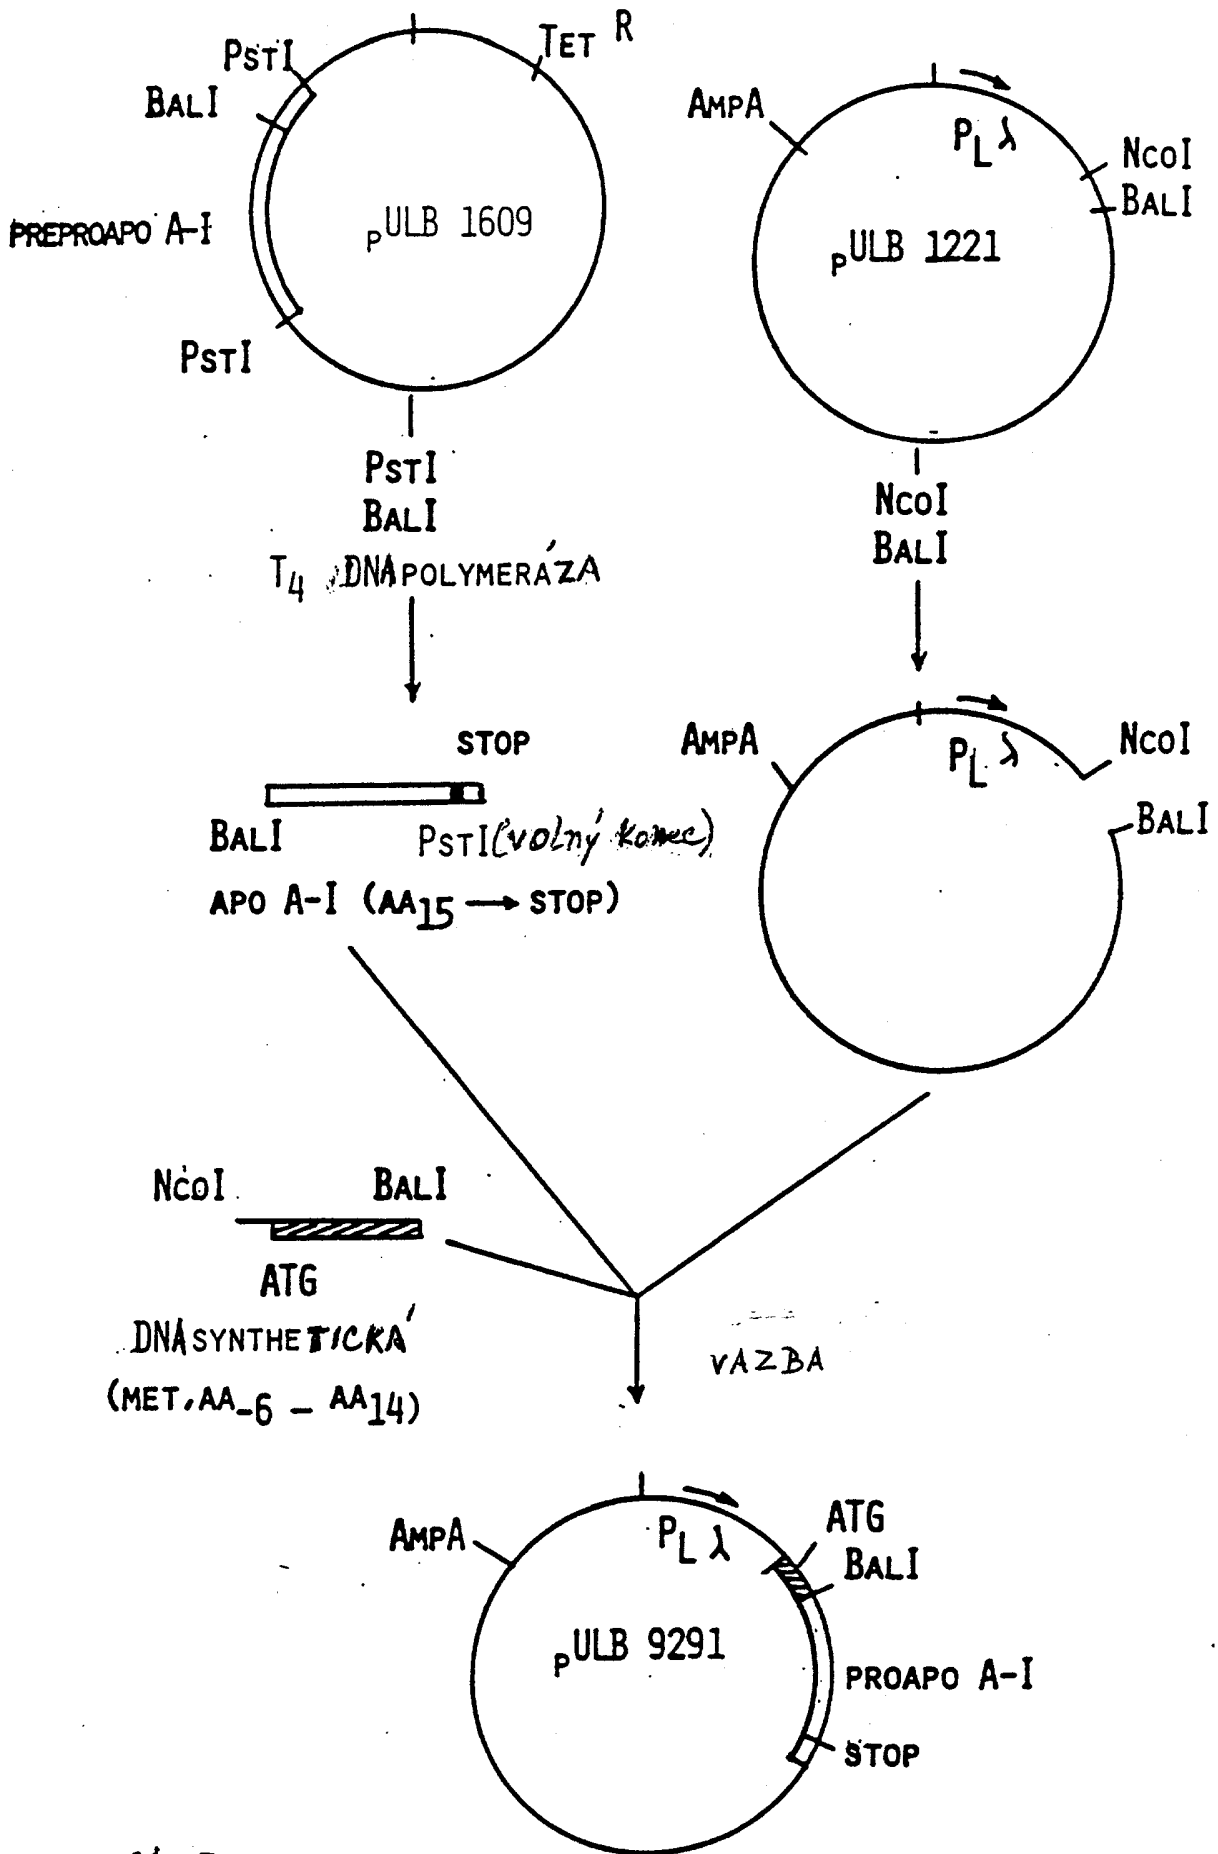 PstI
TET R
BALI
PREPROAPO A-I
pULB 1609
PstI
AMPA
PL λ
NcoI
BALI
pULB 1221
PstI
BALI
T4 DNA POLYMERÁZA
NcoI
BALI
STOP
BALI
PstI (volný konec)
APO A-I (AA15 → STOP)
AMPA
PL λ
NcoI
BALI
NcoI
BALI
ATG
DNA SYNTHETICKÁ
(MET, AA-6 – AA14)
VAZBA
AMPA
PL λ
ATG
BALI
pULB 9291
PROAPO A-I
STOP